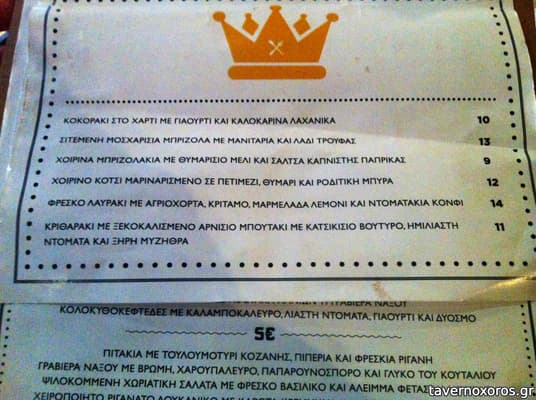 ΚΟΚΟΡΑΚΙ ΣΤΟ ΧΑΡΤΙ ΜΕ ΓΙΑΟΥΡΤΙ ΚΑΙ ΚΑΛΟΚΑΡΙΝΑ ΛΑΧΑΝΙΚΑ 10
ΣΙΤΕΜΕΝΗ ΜΟΣΧΑΡΙΣΙΑ ΜΠΡΙΖΟΛΑ ΜΕ ΜΑΝΙΤΑΡΙΑ ΚΑΙ ΛΑΔΙ ΤΡΟΥΦΑΣ 13
ΧΟΙΡΙΝΑ ΜΠΡΙΖΟΛΑΚΙΑ ΜΕ ΘΥΜΑΡΙΣΙΟ ΜΕΛΙ ΚΑΙ ΣΑΛΤΣΑ ΚΑΠΝΙΣΤΗΣ ΠΑΠΡΙΚΑΣ 9
ΧΟΙΡΙΝΟ ΚΟΤΣΙ ΜΑΡΙΝΑΡΙΣΜΕΝΟ ΣΕ ΠΕΤΙΜΕΖΙ, ΘΥΜΑΡΙ ΚΑΙ ΡΟΔΙΤΙΚΗ ΜΠΥΡΑ 12
ΦΡΕΣΚΟ ΛΑΥΡΑΚΙ ΜΕ ΑΓΡΙΟΧΟΡΤΑ, ΚΡΙΤΑΜΟ, ΜΑΡΜΕΛΑΔΑ ΛΕΜΟΝΙ ΚΑΙ ΝΤΟΜΑΤΑΚΙΑ ΚΟΝΦΙ 14
ΚΡΙΘΑΡΑΚΙ ΜΕ ΞΕΚΟΚΑΛΙΣΜΕΝΟ ΑΡΝΙΣΙΟ ΜΠΟΥΤΑΚΙ ΜΕ ΚΑΤΣΙΚΙΣΙΟ ΒΟΥΤΥΡΟ, ΗΜΙΛΙΑΣΤΗ 11
ΝΤΟΜΑΤΑ ΚΑΙ ΞΗΡΗ ΜΥΖΗΘΡΑ
ΓΡΑΒΙΕΡΑ ΝΑΞΟΥ
ΚΟΛΟΚΥΘΟΚΕΦΤΕΔΕΣ ΜΕ ΚΑΛΑΜΠΟΚΑΛΕΥΡΟ, ΛΙΑΣΤΗ ΝΤΟΜΑΤΑ, ΓΙΑΟΥΡΤΙ ΚΑΙ ΔΥΟΣΜΟ
5€
ΠΙΤΑΚΙΑ ΜΕ ΤΟΥΛΟΥΜΟΤΥΡΙ ΚΟΖΑΝΗΣ, ΠΙΠΕΡΙΑ ΚΑΙ ΦΡΕΣΚΙΑ ΡΙΓΑΝΗ
ΓΡΑΒΙΕΡΑ ΝΑΞΟΥ ΜΕ ΒΡΩΜΗ, ΧΑΡΟΥΠΑΛΕΥΡΟ, ΠΑΠΑΡΟΥΝΟΣΠΟΡΟ ΚΑΙ ΓΛΥΚΟ ΤΟΥ ΚΟΥΤΑΛΙΟΥ
ΨΙΛΟΚΟΜΜΕΝΗ ΧΩΡΙΑΤΙΚΗ ΣΑΛΑΤΑ ΜΕ ΦΡΕΣΚΟ ΒΑΣΙΛΙΚΟ ΚΑΙ ΑΛΕΙΜΜΑ ΦΕΤΑΣ
ΧΕΙΡΟΠΟΙΗΤΟ ΡΙΓΑΝΑΤΟ ΛΟΥΚΑΝΙΚΟ ΜΕ
tavernoxoros.gr